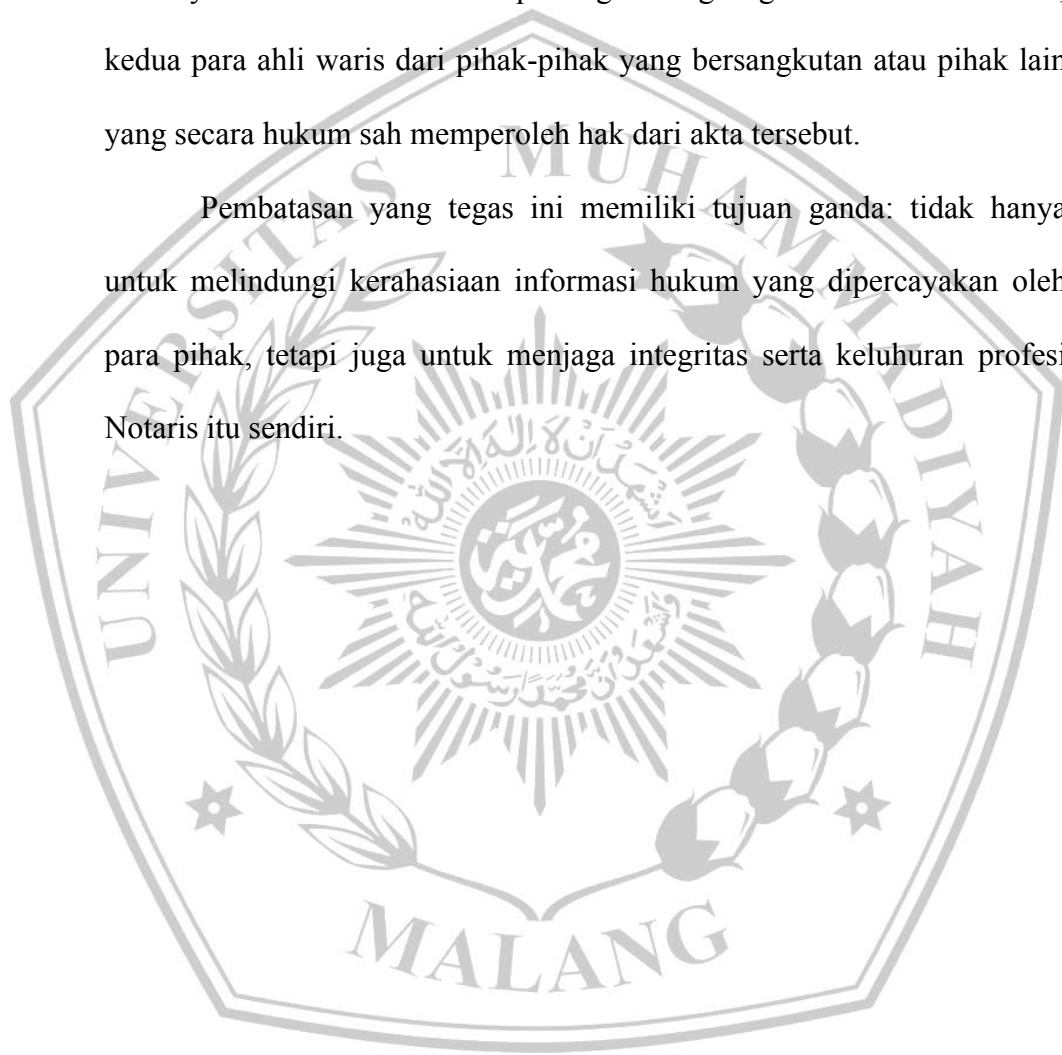 kedua para ahli waris dari pihak-pihak yang bersangkutan atau pihak lain
yang secara hukum sah memperoleh hak dari akta tersebut.
Pembatasan yang tegas ini memiliki tujuan ganda: tidak hanya
untuk melindungi kerahasiaan informasi hukum yang dipercayakan oleh
para pihak, tetapi juga untuk menjaga integritas serta keluhuran profesi
Notaris itu sendiri.
UNIVERSITAS MUHAMMADIYAH
MALANG